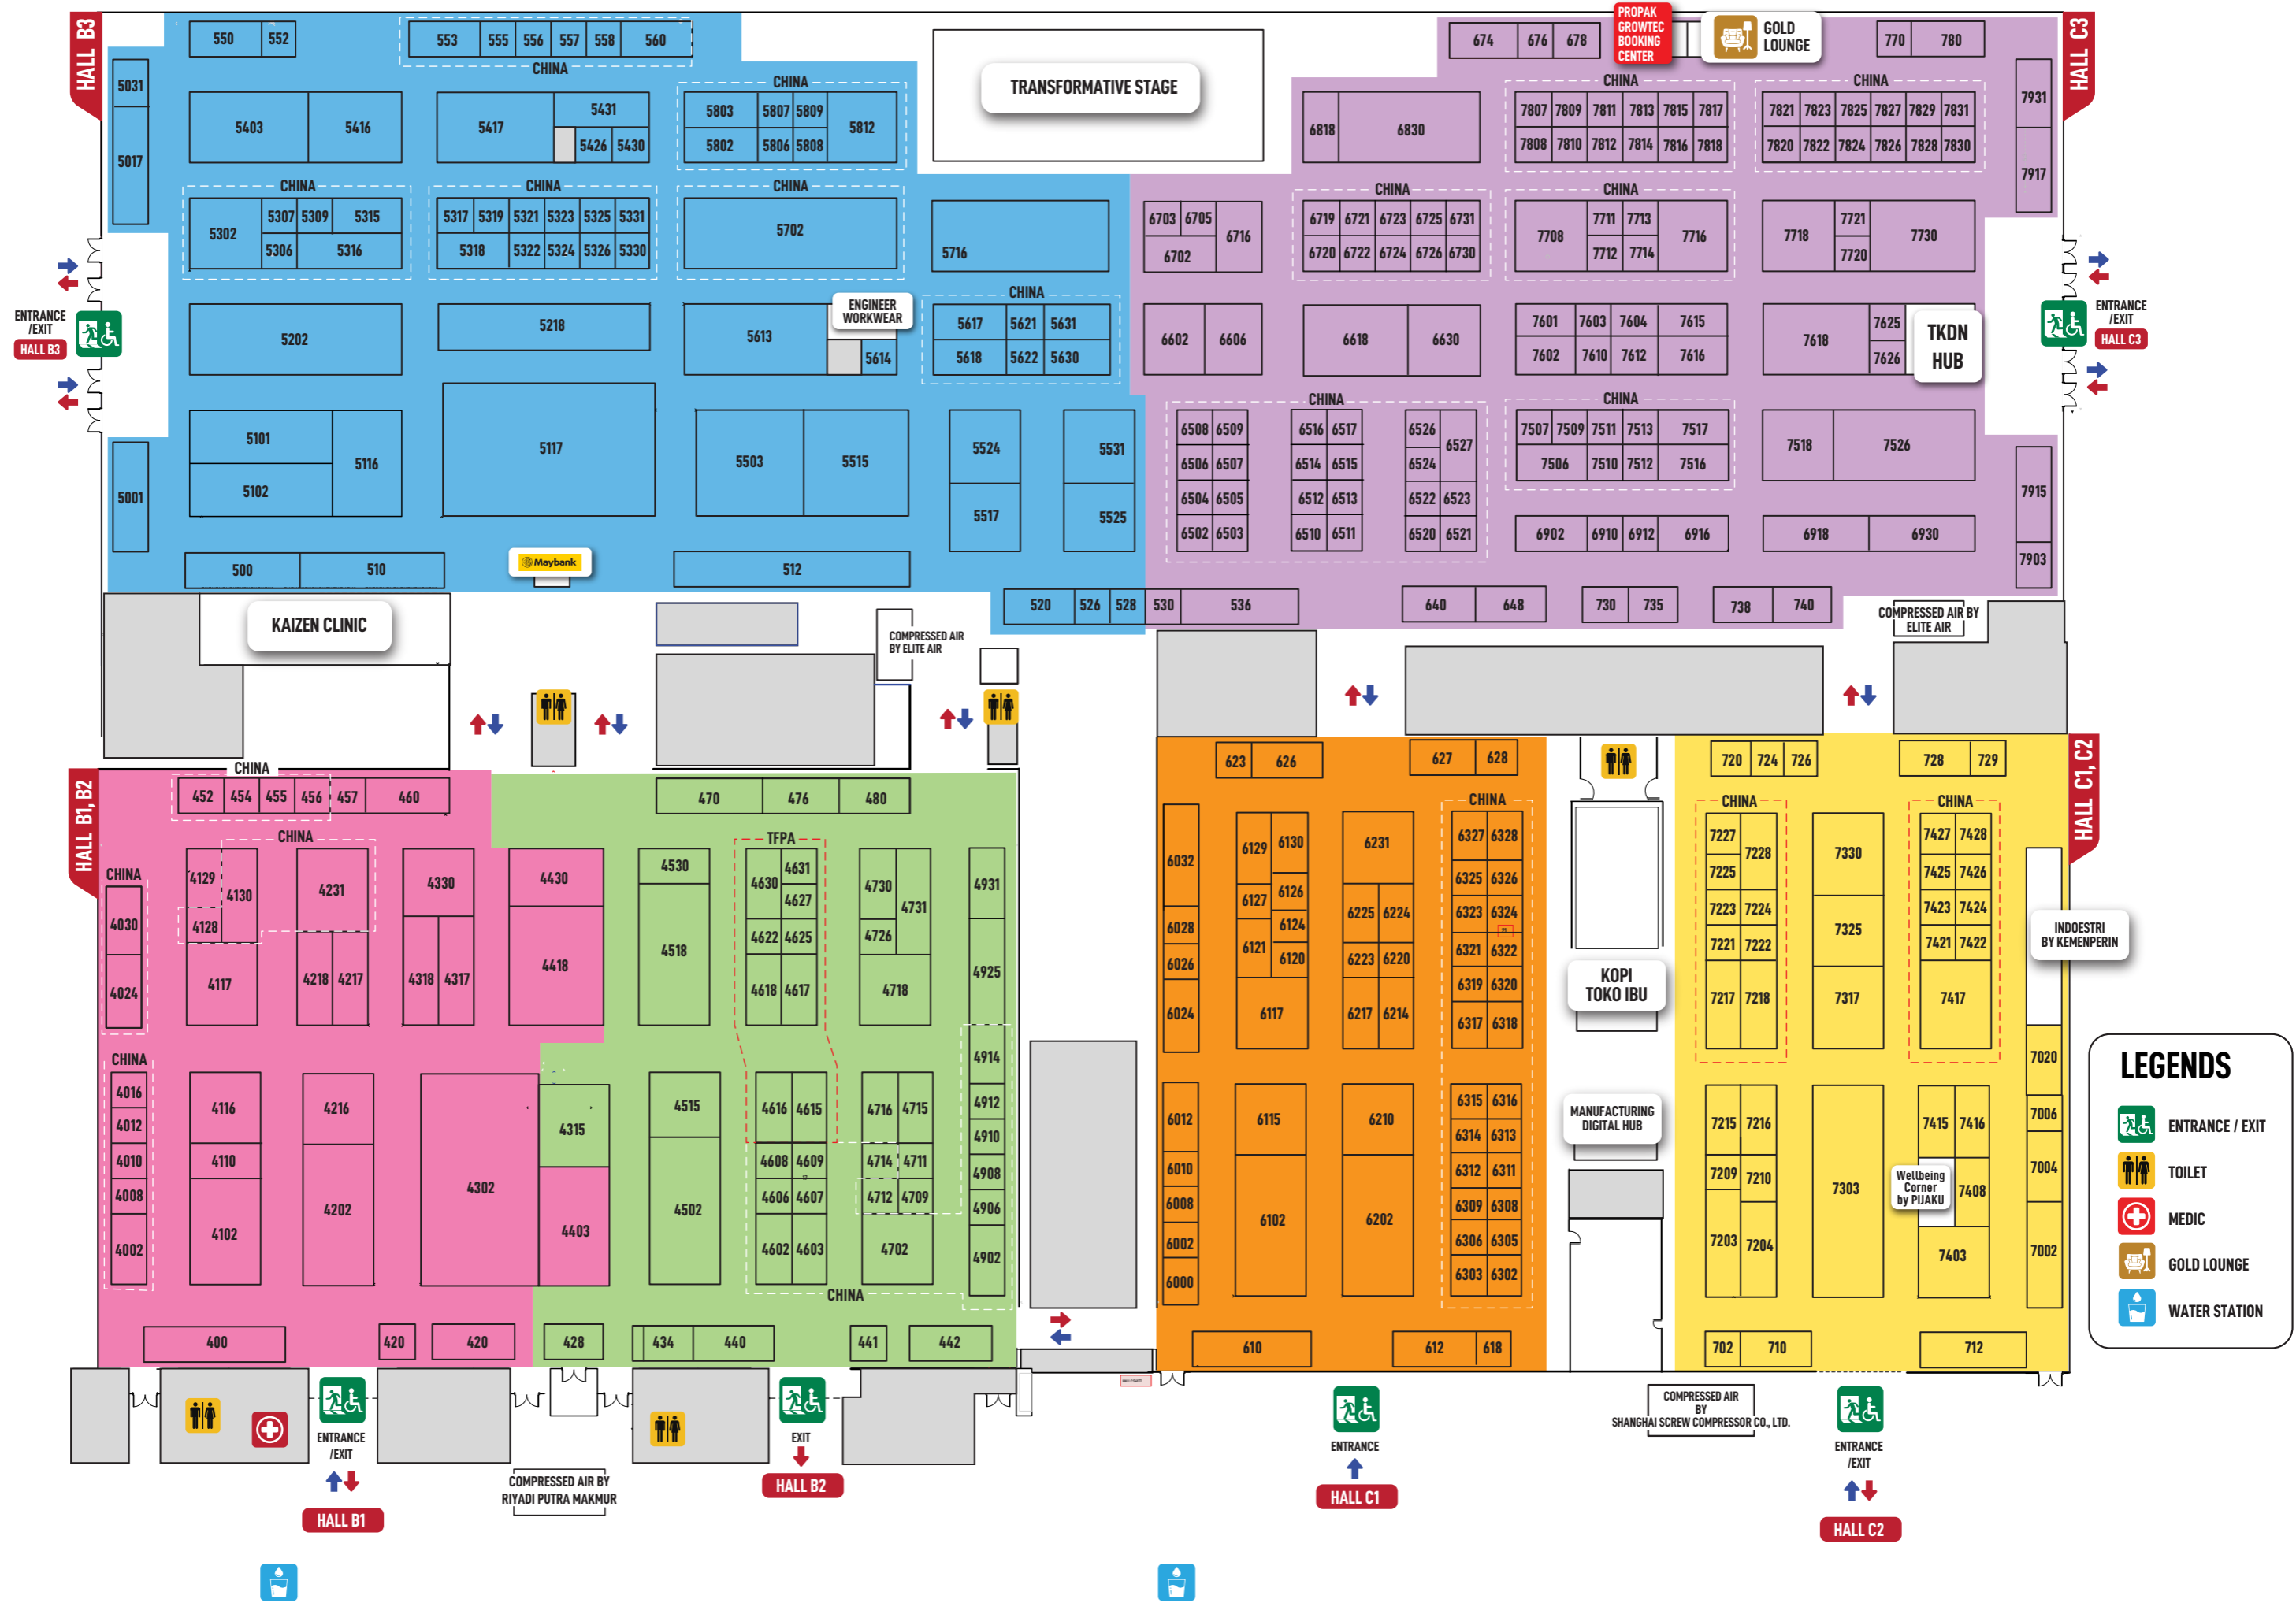 HALL B3
550 552
553 555 556 557 558 560
CHINA
5031
5017
5403 5416
5417 5431
5426 5430
CHINA
5803 5807 5809 5812
5802 5806 5808
TRANSFORMATIVE STAGE
674 676 678
PROPAK
GROWTEC
BOOKING
CENTER
GOLD
LOUNGE
770 780
HALL C3
6818 6830
CHINA
7807 7809 7811 7813 7815 7817
7808 7810 7812 7814 7816 7818
CHINA
7821 7823 7825 7827 7829 7831
7820 7822 7824 7826 7828 7830
7931
7917
CHINA
5302 5307 5309 5315
5306 5316
CHINA
5317 5319 5321 5323 5325 5331
5318 5322 5324 5326 5330
CHINA
5702
5716
6703 6705 6716
6702
CHINA
6719 6721 6723 6725 6731
6720 6722 6724 6726 6730
CHINA
7708 7711 7713 7716
7712 7714
7718 7721 7730
7720
ENTRANCE
/EXIT
HALL B3
5202
5218
5613
ENGINEER
WORKWEAR
5614
CHINA
5617 5621 5631
5618 5622 5630
6602 6606
6618 6630
7601 7603 7604 7615
7602 7610 7612 7616
7618 7625
7626
TKDN
HUB
ENTRANCE
/EXIT
HALL C3
5001
5101 5116
5102
5117
5503 5515
5524
5517
5531
5525
CHINA
6508 6509 6516 6517 6526 6527
6506 6507 6514 6515 6524
6504 6505 6512 6513 6522 6523
6502 6503 6510 6511 6520 6521
CHINA
7507 7509 7511 7513 7517
7506 7510 7512 7516
7518 7526
6902 6910 6912 6916
6918 6930
7915
7903
500 510
Maybank
512
520 526 528 530 536
640 648
730 735
738 740
KAIZEN CLINIC
COMPRESSED AIR
BY ELITE AIR
COMPRESSED AIR BY
ELITE AIR
HALL B1, B2
CHINA
452 454 455 456 457 460
470 476 480
CHINA
4030
4024
CHINA
4129 4130 4231
4128
4117 4218 4217
4330
4318 4317
4430
4418
4530
4518
TFPA
4630 4631
4627
4622 4625
4618 4617
4730 4731
4726
4718
4931
4925
CHINA
4016
4012
4010
4008
4002
4116
4110
4102
4216
4202
4302
4315
4403
4515
4502
4616 4615
4608 4609
4606 4607
4602 4603
4716 4715
4714 4711
4712 4709
4702
CHINA
4914
4912
4910
4908
4906
4902
400 420 420 428 434 440 441 442
623 626
627 628
720 724 726
728 729
HALL C1, C2
6032
6028
6026
6024
6129 6130
6127 6126
6121 6124
6120
6117
6231
6225 6224
6223 6220
6217 6214
CHINA
6327 6328
6325 6326
6323 6324
6321 6322
6319 6320
6317 6318
KOPI
TOKO IBU
CHINA
7227 7228
7225
7223 7224
7221 7222
7217 7218
7330
7325
7317
CHINA
7427 7428
7425 7426
7423 7424
7421 7422
7417
INDOESTRI
BY KEMENPERIN
7020
7006
7004
7002
6012
6010
6008
6002
6000
6115
6102
6210
6202
6315 6316
6314 6313
6312 6311
6309 6308
6306 6305
6303 6302
MANUFACTURING
DIGITAL HUB
7215 7216
7209 7210
7203 7204
7303
7415 7416
Wellbeing
Corner
by PIJAKU
7408
7403
610 612 618
702 710 712
LEGENDS
ENTRANCE / EXIT
TOILET
MEDIC
GOLD LOUNGE
WATER STATION
ENTRANCE
/EXIT
HALL B1
COMPRESSED AIR BY
RIYADI PUTRA MAKMUR
EXIT
HALL B2
ENTRANCE
HALL C1
COMPRESSED AIR
BY
SHANGHAI SCREW COMPRESSOR CO., LTD.
ENTRANCE
/EXIT
HALL C2